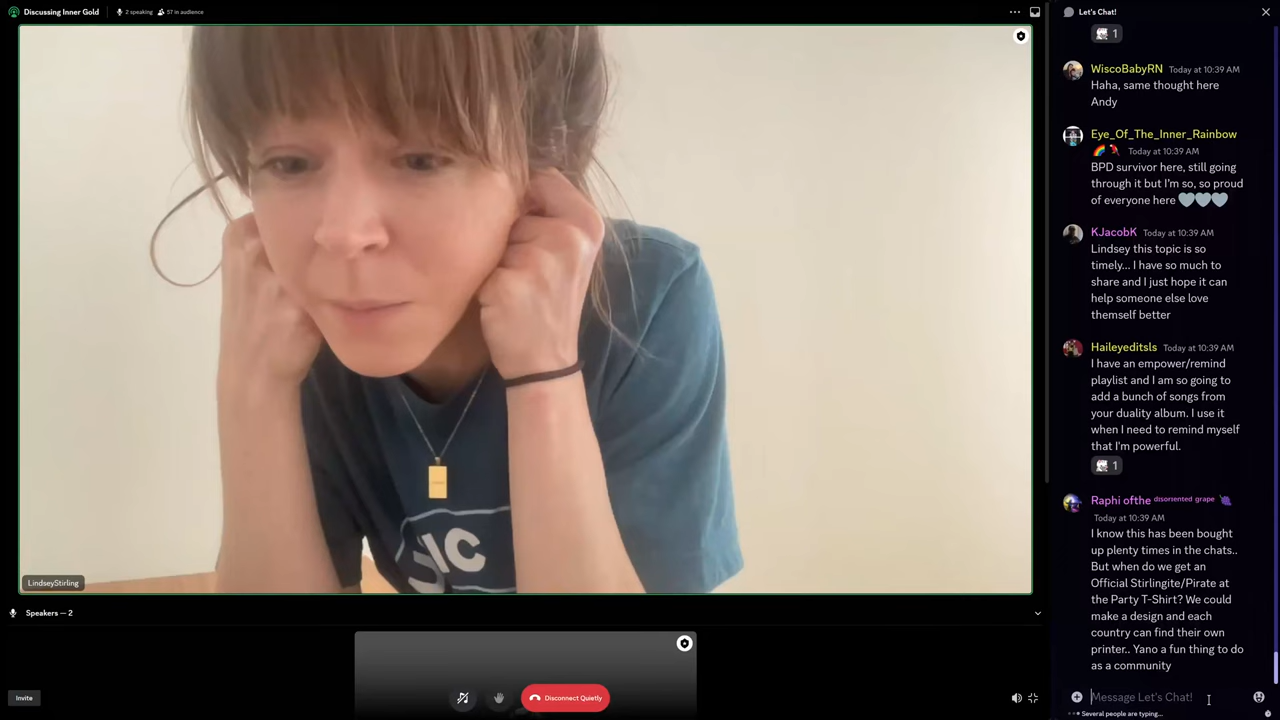 Discussing Inner Gold
2 speaking
57 in audience
LindseyStirling
Speakers — 2
Invite
Disconnect Quietly
Let's Chat!
1
WiscoBabyRN Today at 10:39 AM
Haha, same thought here
Andy
Eye_Of_The_Inner_Rainbow
Today at 10:39 AM
BPD survivor here, still going
through it but I'm so, so proud
of everyone here
KJacobK Today at 10:39 AM
Lindsey this topic is so
timely... I have so much to
share and I just hope it can
help someone else love
themself better
Haileyeditsls Today at 10:39 AM
I have an empower/remind
playlist and I am so going to
add a bunch of songs from
your duality album. I use it
when I need to remind myself
that I'm powerful.
1
Raphi ofthe disorıented grape
Today at 10:39 AM
I know this has been bought
up plenty times in the chats..
But when do we get an
Official Stirlingite/Pirate at
the Party T-Shirt? We could
make a design and each
country can find their own
printer.. Yano a fun thing to do
as a community
Message Let's Chat!
Several people are typing...